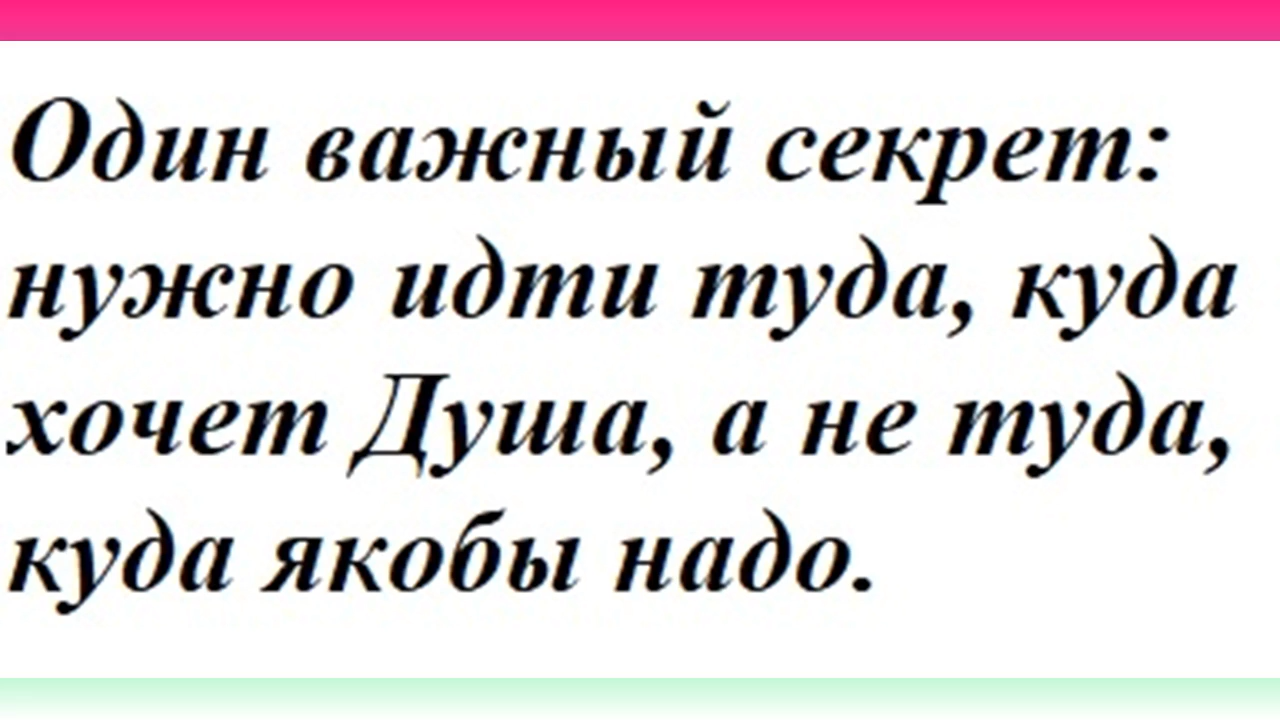 Один важный секрет:
нужно идти туда, куда
хочет Душа, а не туда,
куда якобы надо.